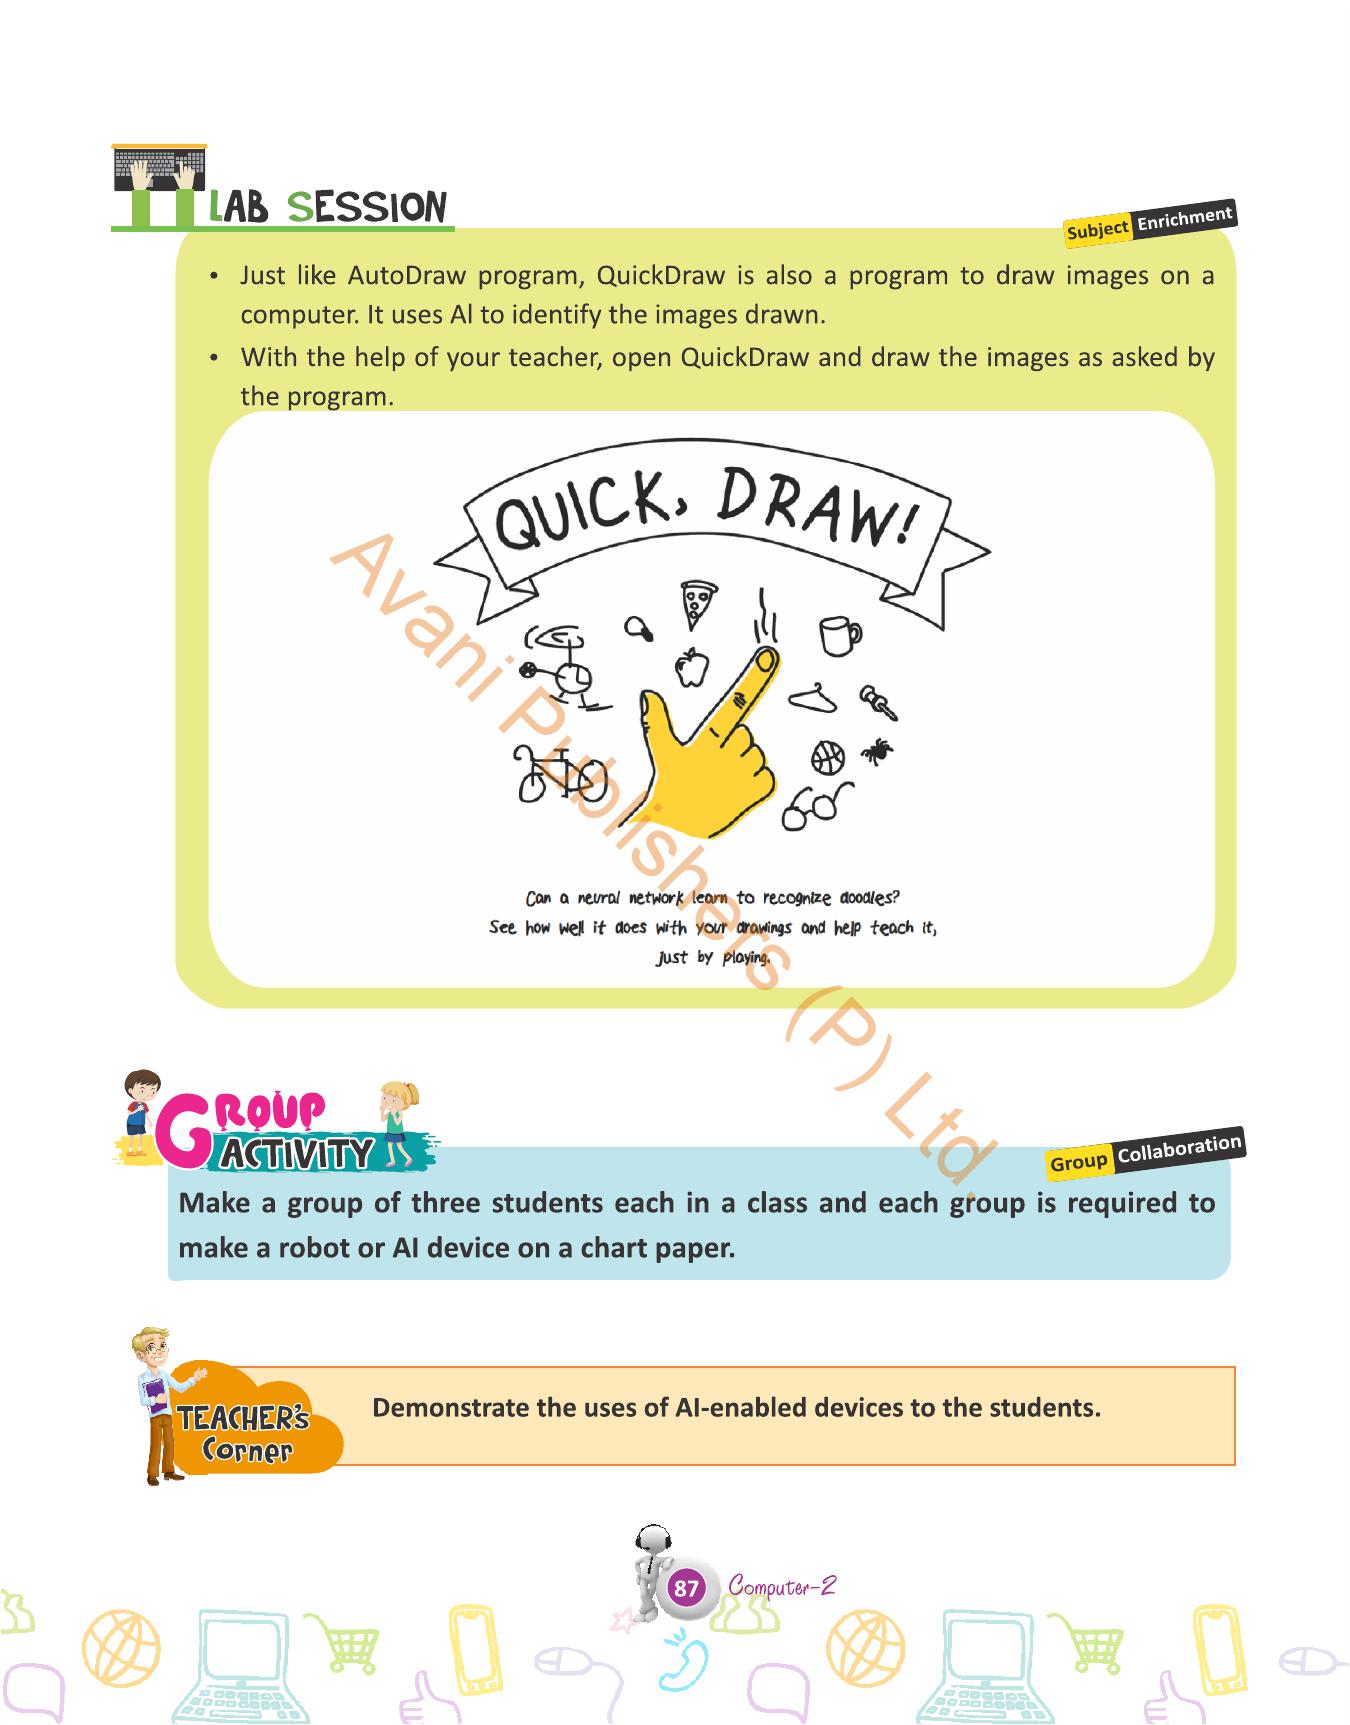 LAB SESSION
Subject Enrichment
• Just like AutoDraw program, QuickDraw is also a program to draw images on a
computer. It uses AI to identify the images drawn.
• With the help of your teacher, open QuickDraw and draw the images as asked by
the program.
QUICK, DRAW!
Can a neural network learn to recognize doodles?
See how well it does with your drawings and help teach it,
just by playing.
Avani Publishers (P) Ltd.
GROUP
ACTIVITY
Group Collaboration
Make a group of three students each in a class and each group is required to
make a robot or AI device on a chart paper.
TEACHER's
Corner
Demonstrate the uses of AI-enabled devices to the students.
87 Computer-2